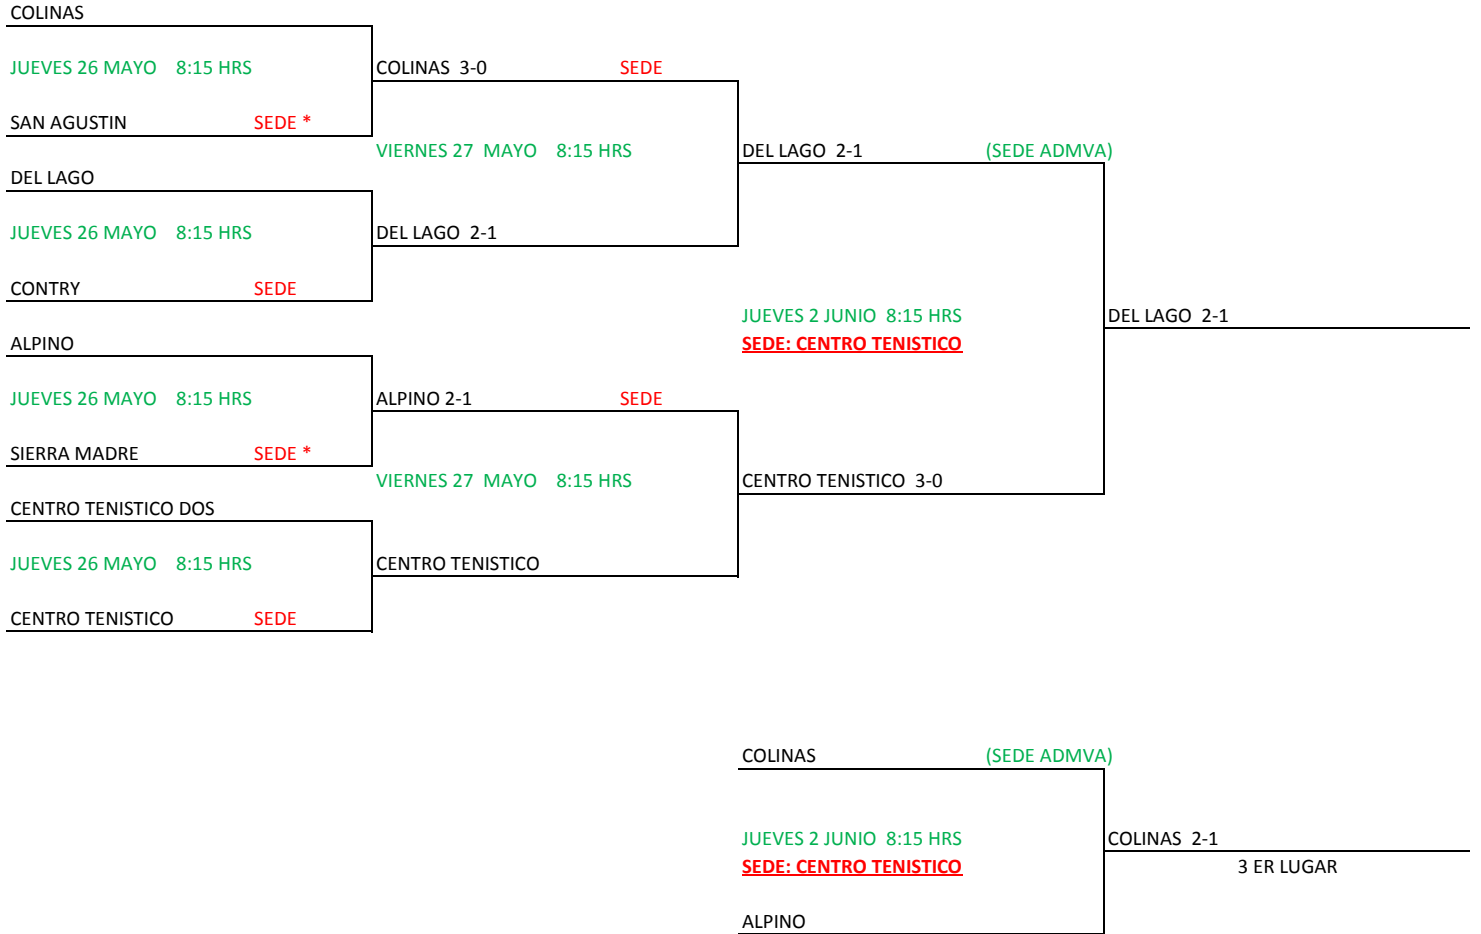 COLINAS
JUEVES 26 MAYO 8:15 HRS COLINAS 3-0 SEDE
SAN AGUSTIN SEDE *
VIERNES 27 MAYO 8:15 HRS DEL LAGO 2-1 (SEDE ADMVA)
DEL LAGO
JUEVES 26 MAYO 8:15 HRS DEL LAGO 2-1
CONTRY SEDE
JUEVES 2 JUNIO 8:15 HRS DEL LAGO 2-1
ALPINO SEDE: CENTRO TENISTICO
JUEVES 26 MAYO 8:15 HRS ALPINO 2-1 SEDE
SIERRA MADRE SEDE *
VIERNES 27 MAYO 8:15 HRS CENTRO TENISTICO 3-0
CENTRO TENISTICO DOS
JUEVES 26 MAYO 8:15 HRS CENTRO TENISTICO
CENTRO TENISTICO SEDE
COLINAS (SEDE ADMVA)
JUEVES 2 JUNIO 8:15 HRS COLINAS 2-1
SEDE: CENTRO TENISTICO 3 ER LUGAR
ALPINO